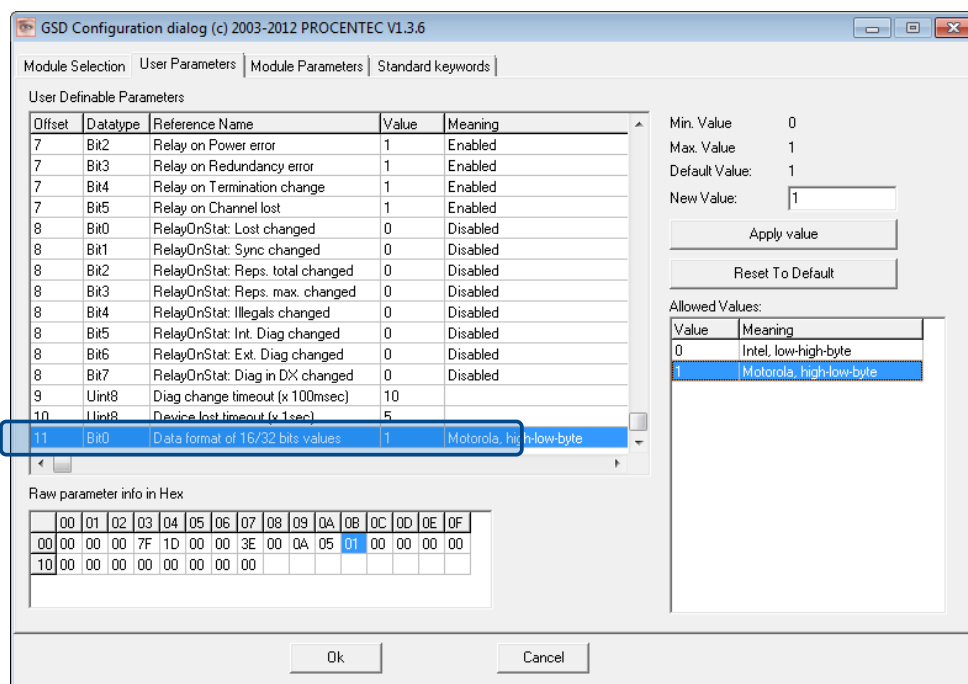 GSD Configuration dialog (c) 2003-2012 PROCENTEC V1.3.6
Module Selection User Parameters Module Parameters Standard keywords
User Definable Parameters
Offset Datatype Reference Name Value Meaning
7 Bit2 Relay on Power error 1 Enabled
7 Bit3 Relay on Redundancy error 1 Enabled
7 Bit4 Relay on Termination change 1 Enabled
7 Bit5 Relay on Channel lost 1 Enabled
8 Bit0 RelayOnStat: Lost changed 0 Disabled
8 Bit1 RelayOnStat: Sync changed 0 Disabled
8 Bit2 RelayOnStat: Reps. total changed 0 Disabled
8 Bit3 RelayOnStat: Reps. max. changed 0 Disabled
8 Bit4 RelayOnStat: Illegals changed 0 Disabled
8 Bit5 RelayOnStat: Int. Diag changed 0 Disabled
8 Bit6 RelayOnStat: Ext. Diag changed 0 Disabled
8 Bit7 RelayOnStat: Diag in DX changed 0 Disabled
9 Uint8 Diag change timeout (x 100msec) 10
10 Uint8 Device lost timeout (x 1sec) 5
11 Bit0 Data format of 16/32 bits values 1 Motorola, high-low-byte
Min. Value 0
Max. Value 1
Default Value: 1
New Value: 1
Apply value
Reset To Default
Allowed Values:
Value Meaning
0 Intel, low-high-byte
1 Motorola, high-low-byte
Raw parameter info in Hex
00 01 02 03 04 05 06 07 08 09 0A 0B 0C 0D 0E 0F
00 00 00 00 7F 1D 00 00 3E 00 0A 05 01 00 00 00 00
10 00 00 00 00 00 00 00 00
Ok Cancel